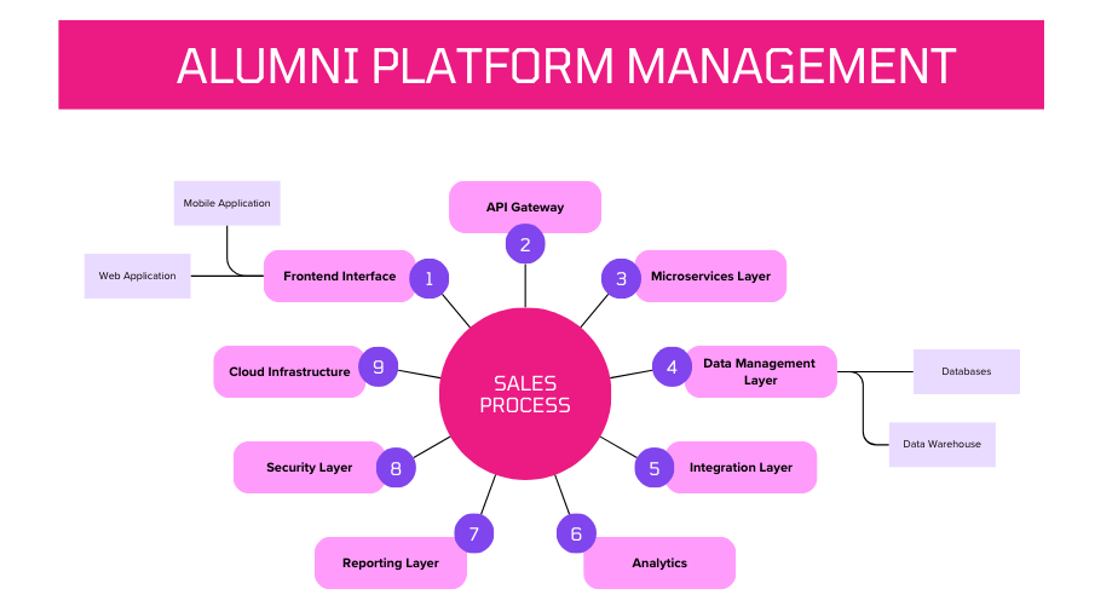 ALUMNI PLATFORM MANAGEMENT
Mobile Application
Web Application
Frontend Interface
1
API Gateway
2
3
Microservices Layer
4
Data Management
Layer
Databases
Data Warehouse
5
Integration Layer
6
Analytics
7
Reporting Layer
8
Security Layer
9
Cloud Infrastructure
SALES
PROCESS